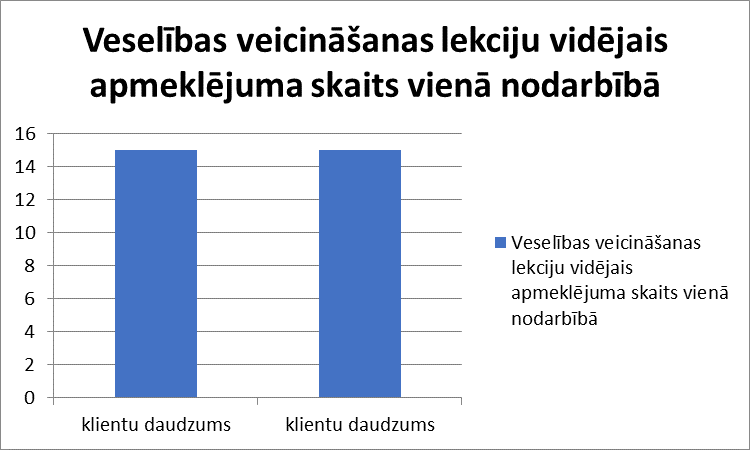 Veselības veicināšanas lekciju vidējais
apmeklējuma skaits vienā nodarbībā
16
14
12
10
8
6
4
2
0
klientu daudzums
klientu daudzums
Veselības veicināšanas
lekciju vidējais
apmeklējuma skaits vienā
nodarbībā